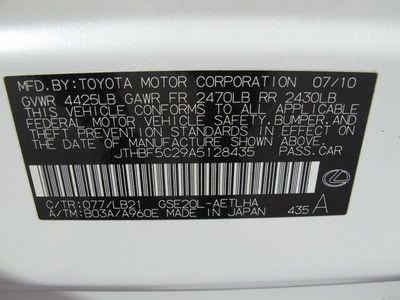 MFD. BY: TOYOTA MOTOR CORPORATION 07/10
GVWR 4425LB GAWR FR 2470LB RR 2430LB
THIS VEHICLE CONFORMS TO ALL APPLICABLE
FEDERAL MOTOR VEHICLE SAFETY, BUMPER, AND
THEFT PREVENTION STANDARDS IN EFFECT ON
THE DATE OF MANUFACTURE SHOWN ABOVE.
JTHBF5C29A5128435 PASS.CAR
C/TR: 077/LB21 GSE20L-AETLHA
A/TM: B03A/A960E MADE IN JAPAN 435 A